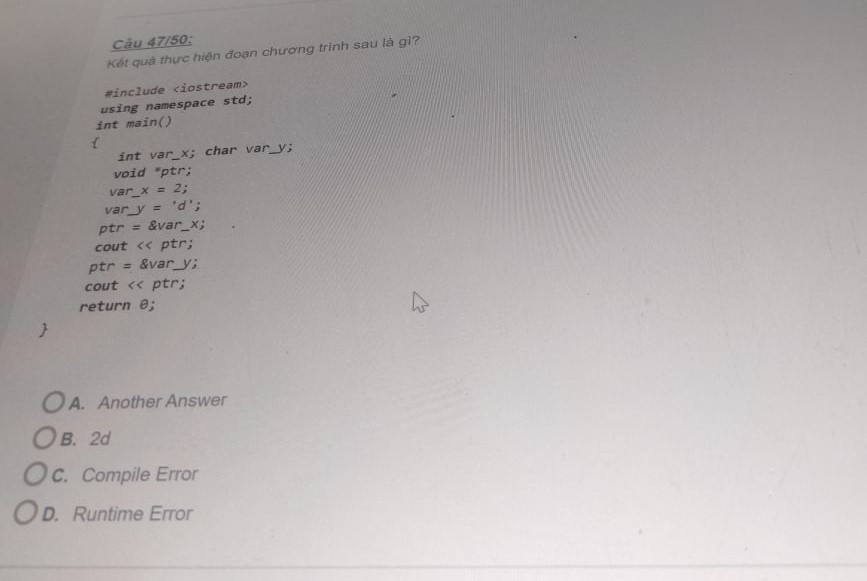 Câu 47/50:
Kết quả thực hiện đoạn chương trình sau là gì?
#include <iostream>
using namespace std;
int main()
{
int var_x; char var_y;
void *ptr;
var_x = 2;
var_y = 'd';
ptr = &var_x;
cout << ptr;
ptr = &var_y;
cout << ptr;
return 0;
}
A. Another Answer
B. 2d
C. Compile Error
D. Runtime Error